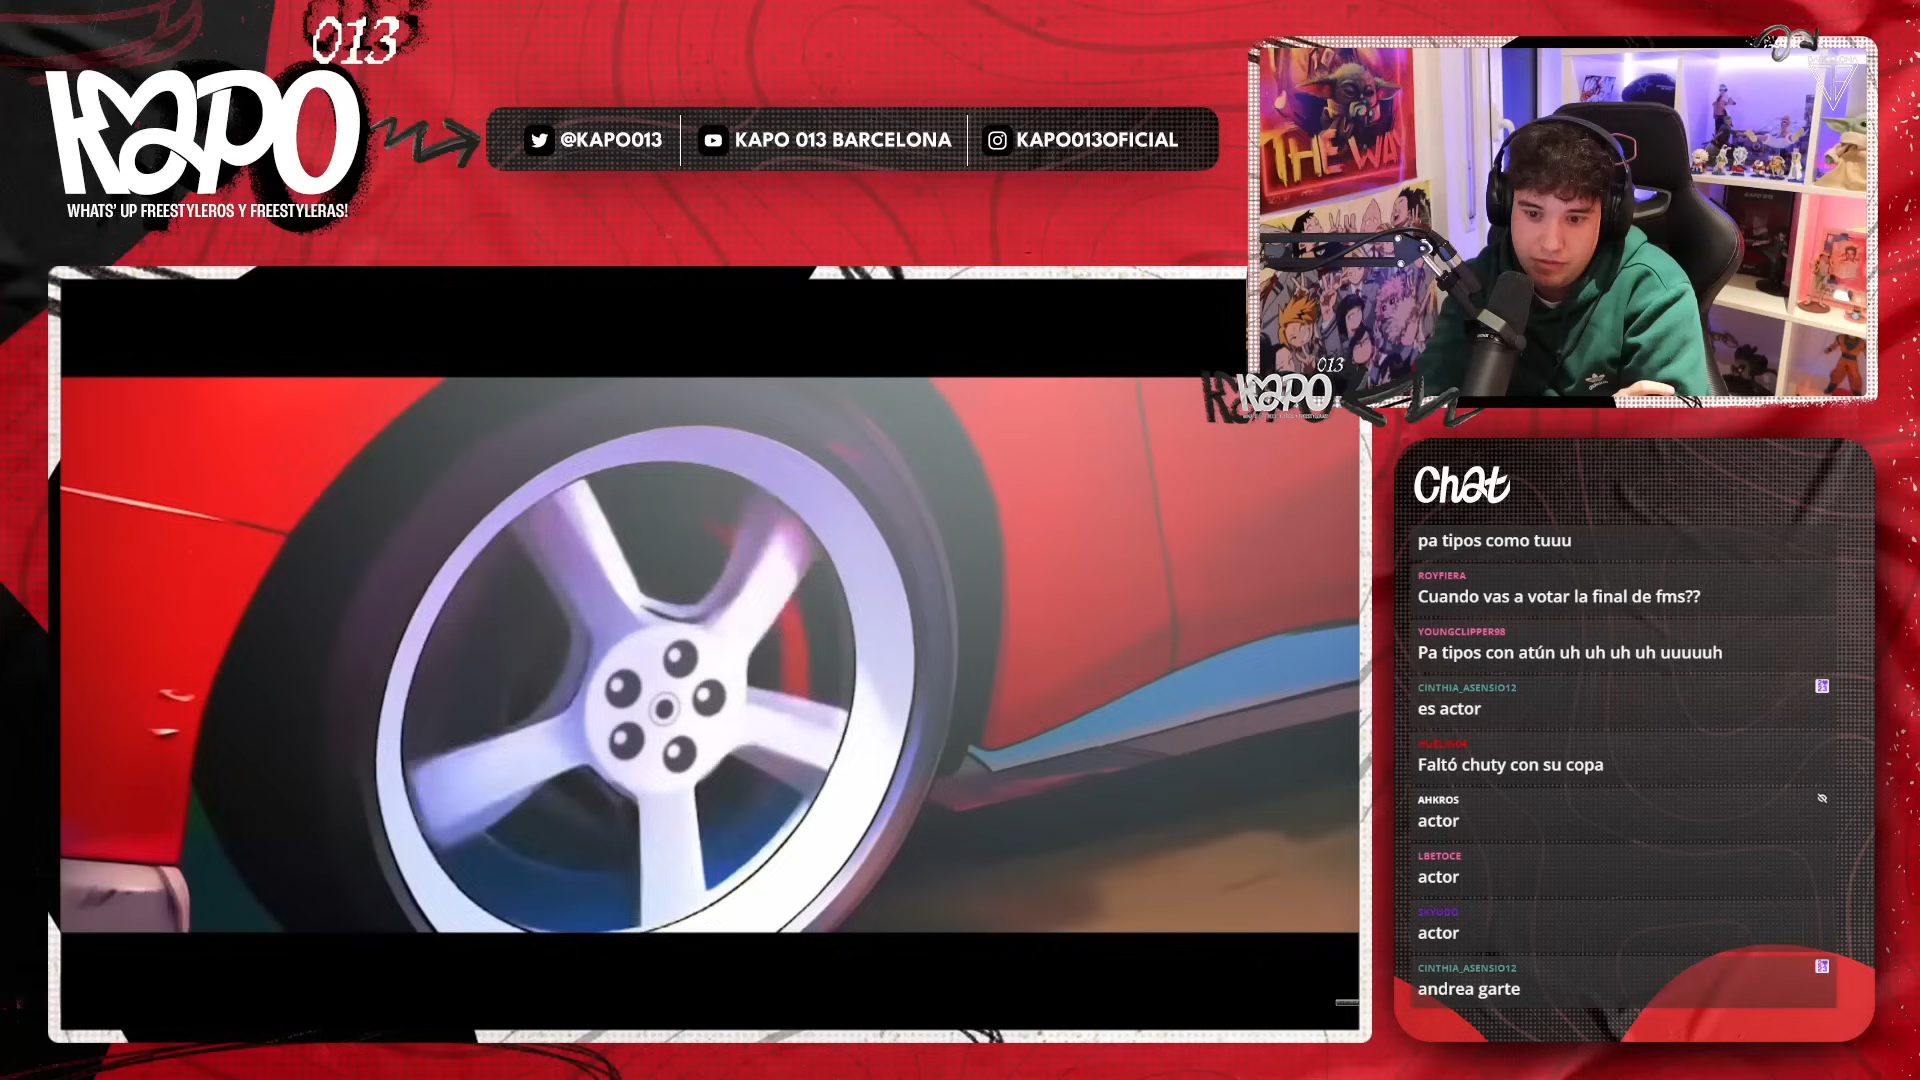 013
KAPO
WHATS' UP FREESTYLEROS Y FREESTYLERAS!
@KAPO013
KAPO 013 BARCELONA
KAPO013OFICIAL
THE WAY
013
KAPO
Chat
pa tipos como tuuu
ROYFIERA
Cuando vas a votar la final de fms??
YOUNGCLIPPER98
Pa tipos con atún uh uh uh uh uuuuuh
CINTHIA_ASENSIO12
es actor
Faltó chuty con su copa
AHKROS
actor
LBETOCE
actor
SKYUDO
actor
CINTHIA_ASENSIO12
andrea garte